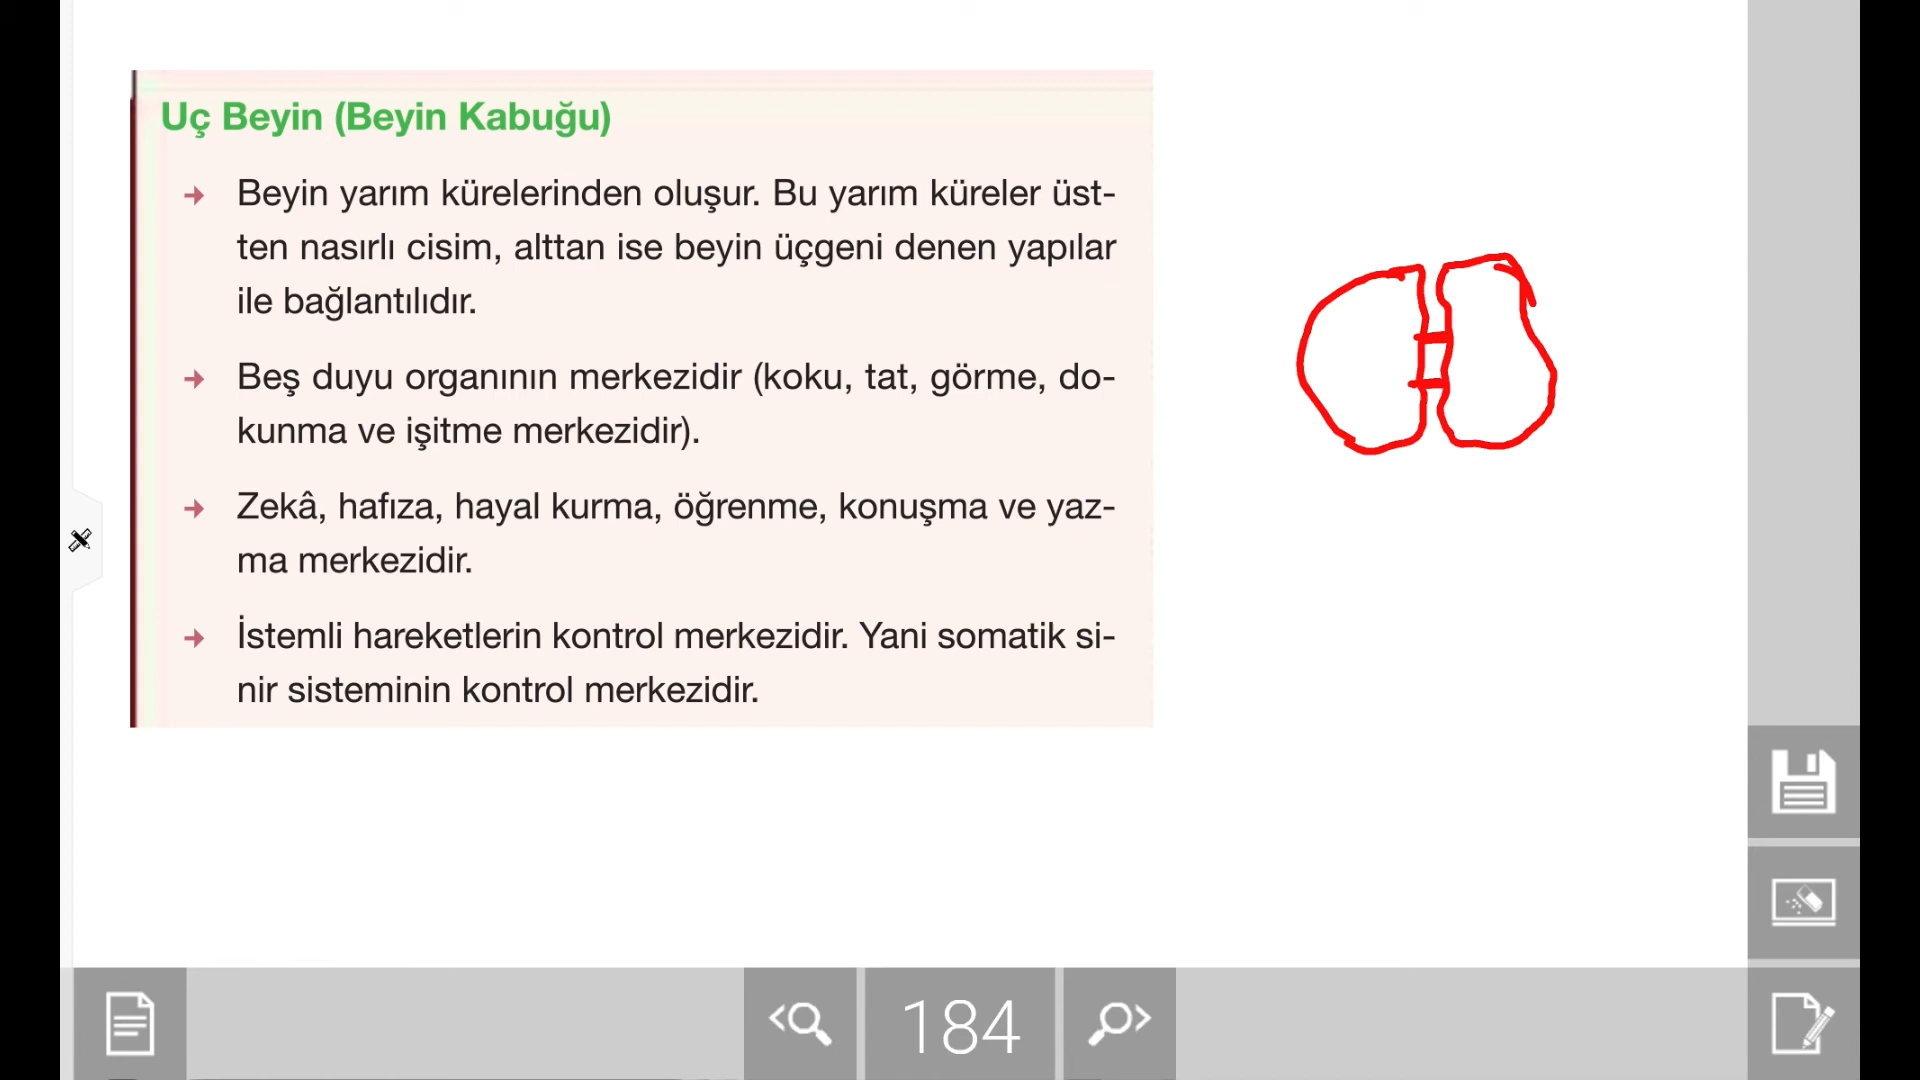 Uç Beyin (Beyin Kabuğu)
Beyin yarım kürelerinden oluşur. Bu yarım küreler üst-
ten nasırlı cisim, alttan ise beyin üçgeni denen yapılar
ile bağlantılıdır.
Beş duyu organının merkezidir (koku, tat, görme, do-
kunma ve işitme merkezidir).
Zekâ, hafıza, hayal kurma, öğrenme, konuşma ve yaz-
ma merkezidir.
İstemli hareketlerin kontrol merkezidir. Yani somatik si-
nir sisteminin kontrol merkezidir.
184